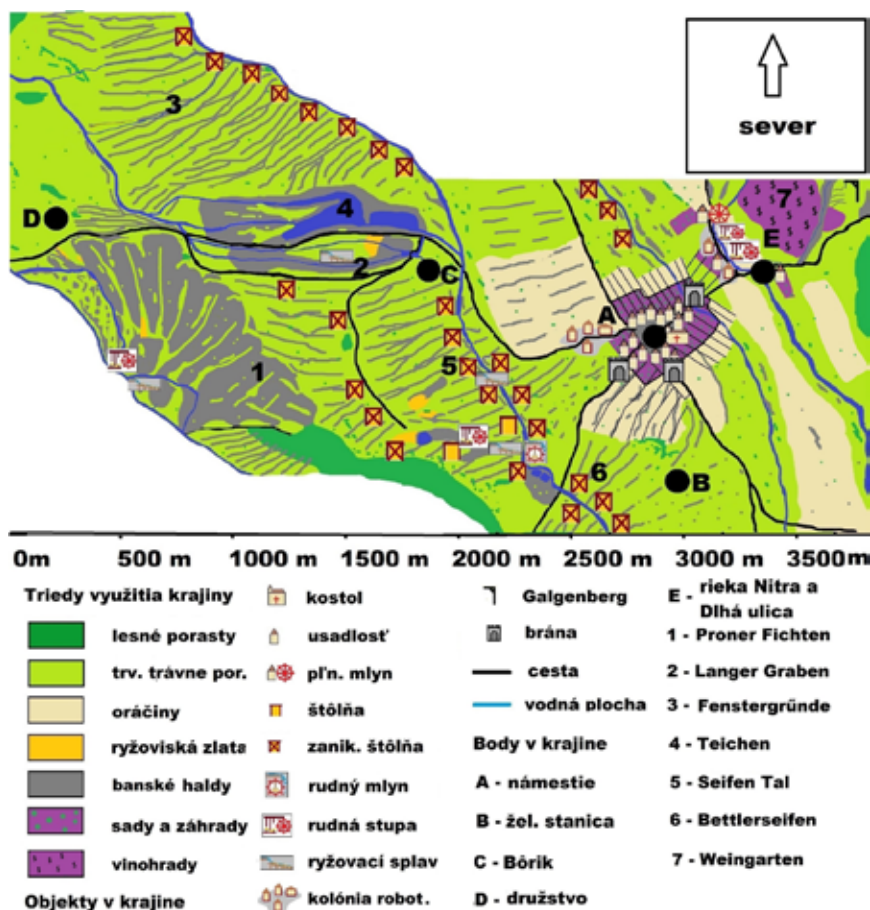 sever
3
7
D
4
E
2
C
A
5
1
6
B
0m 500 m 1000 m 1500 m 2000 m 2500 m 3000 m 3500m
Triedy využitia krajiny
lesné porasty
trv. trávne por.
oráčiny
ryžoviská zlata
banské haldy
sady a záhrady
vinohrady
Objekty v krajine
kostol
usadlosť
pľn. mlyn
štôlňa
zanik. štôlňa
rudný mlyn
rudná stupa
ryžovací splav
kolónia robot.
Galgenberg
brána
cesta
vodná plocha
Body v krajine
A - námestie
B - žel. stanica
C - Bôrik
D - družstvo
E - rieka Nitra a
Dlhá ulica
1 - Proner Fichten
2 - Langer Graben
3 - Fenstergründe
4 - Teichen
5 - Seifen Tal
6 - Bettlerseifen
7 - Weingarten